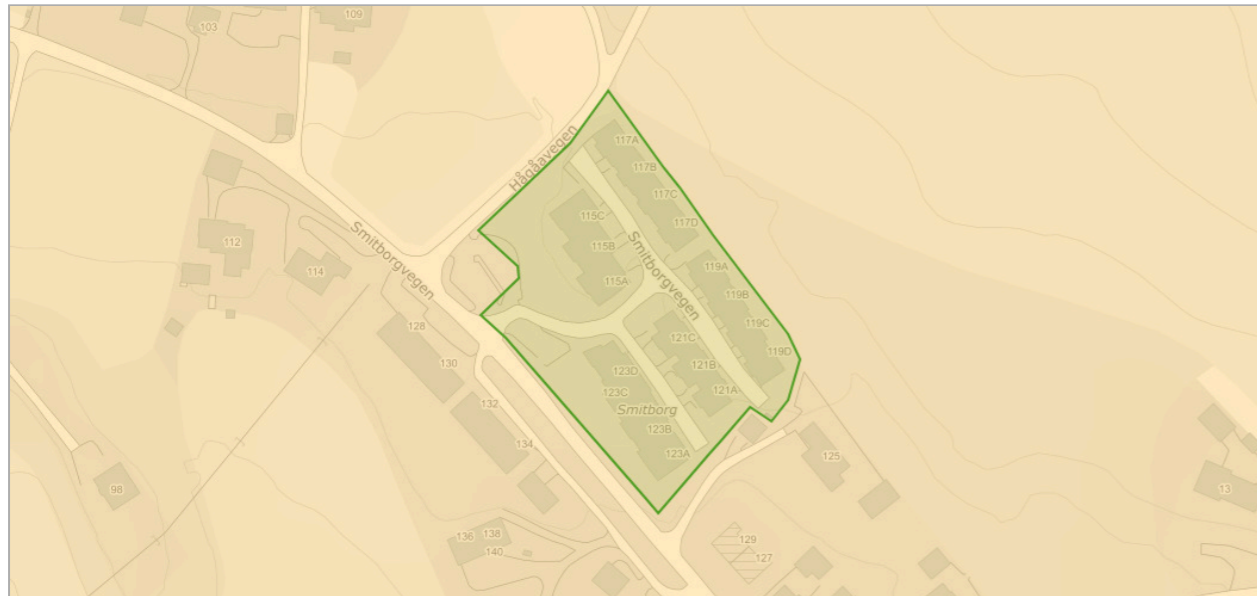 103
109
Hågåavegen
117A
117B
117C
117D
115C
115B
115A
Smitborgvegen
112
114
Smitborgvegen
119A
119B
119C
119D
128
130
132
134
121C
121B
121A
123D
123C
Smitborg
123B
123A
125
98
13
136
138
140
129
127